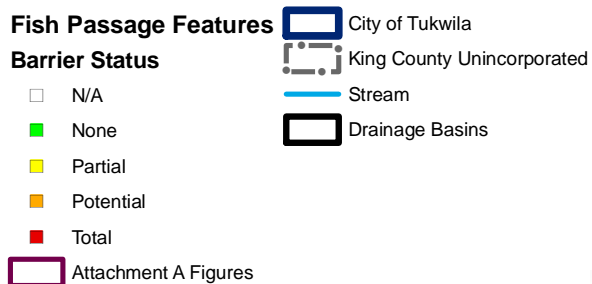 Fish Passage Features
Barrier Status
N/A
None
Partial
Potential
Total
Attachment A Figures
City of Tukwila
King County Unincorporated
Stream
Drainage Basins